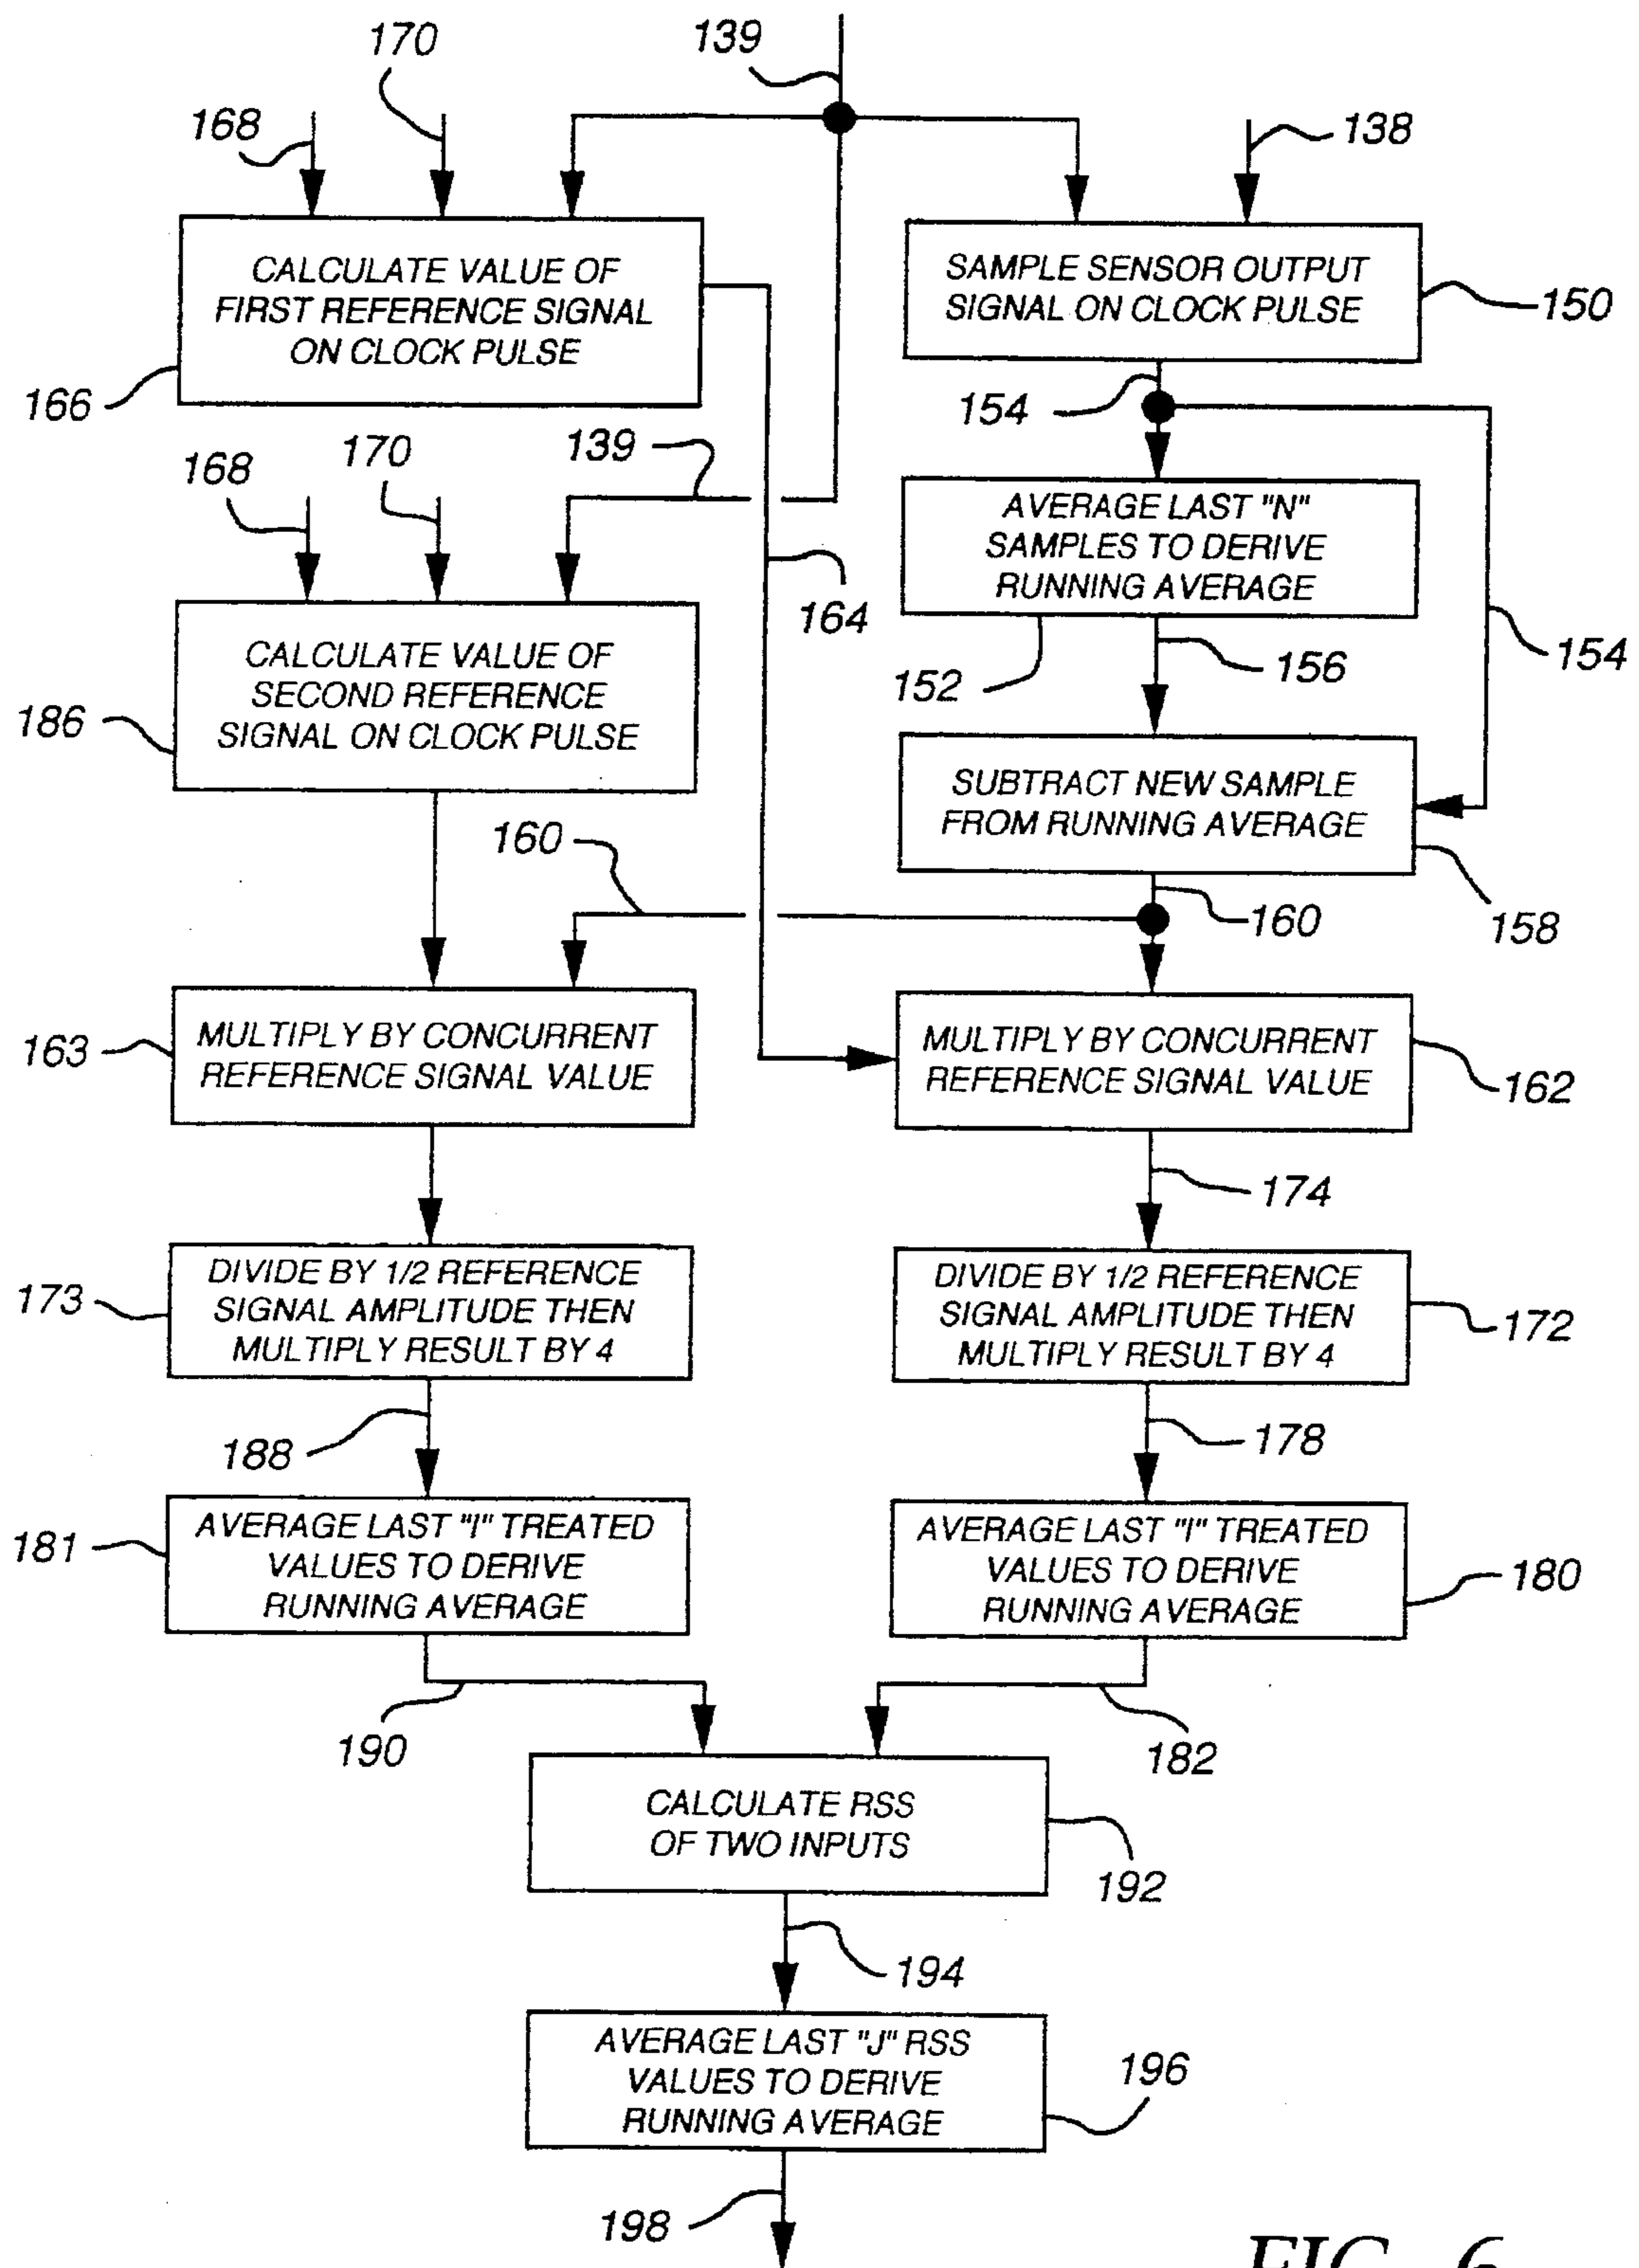 170
139
168
138
CALCULATE VALUE OF
FIRST REFERENCE SIGNAL
ON CLOCK PULSE
SAMPLE SENSOR OUTPUT
SIGNAL ON CLOCK PULSE
150
166
154
168
170
139
AVERAGE LAST "N"
SAMPLES TO DERIVE
RUNNING AVERAGE
164
154
CALCULATE VALUE OF
SECOND REFERENCE
SIGNAL ON CLOCK PULSE
186
152
156
SUBTRACT NEW SAMPLE
FROM RUNNING AVERAGE
160
160
158
163
MULTIPLY BY CONCURRENT
REFERENCE SIGNAL VALUE
MULTIPLY BY CONCURRENT
REFERENCE SIGNAL VALUE
162
174
173
DIVIDE BY 1/2 REFERENCE
SIGNAL AMPLITUDE THEN
MULTIPLY RESULT BY 4
DIVIDE BY 1/2 REFERENCE
SIGNAL AMPLITUDE THEN
MULTIPLY RESULT BY 4
172
188
178
181
AVERAGE LAST "I" TREATED
VALUES TO DERIVE
RUNNING AVERAGE
AVERAGE LAST "I" TREATED
VALUES TO DERIVE
RUNNING AVERAGE
180
190
182
CALCULATE RSS
OF TWO INPUTS
192
194
AVERAGE LAST "J" RSS
VALUES TO DERIVE
RUNNING AVERAGE
196
198
FIG. 6